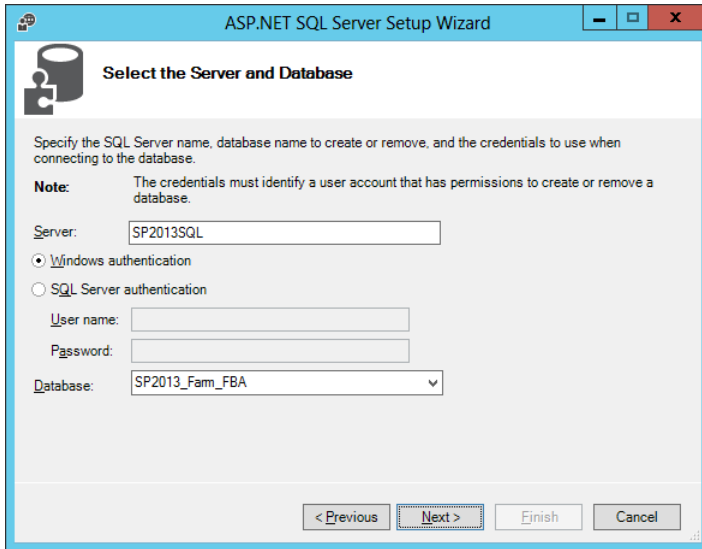 ASP.NET SQL Server Setup Wizard
Select the Server and Database
Specify the SQL Server name, database name to create or remove, and the credentials to use when
connecting to the database.
Note: The credentials must identify a user account that has permissions to create or remove a
database.
Server: SP2013SQL
Windows authentication
SQL Server authentication
User name:
Password:
Database: SP2013_Farm_FBA
< Previous Next > Finish Cancel